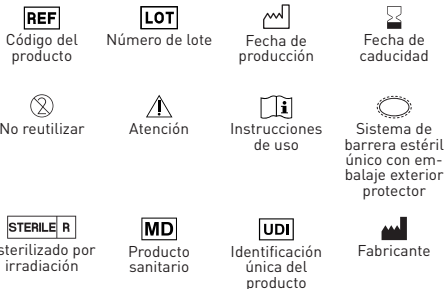 REF
LOT
Código del
producto
Número de lote
Fecha de
producción
Fecha de
caducidad
2
No reutilizar
Atención
i
Instrucciones
de uso
Sistema de
barrera estéril
único con em-
balaje exterior
protector
STERILE R
sterilizado por
irradiación
MD
Producto
sanitario
UDI
Identificación
única del
producto
Fabricante